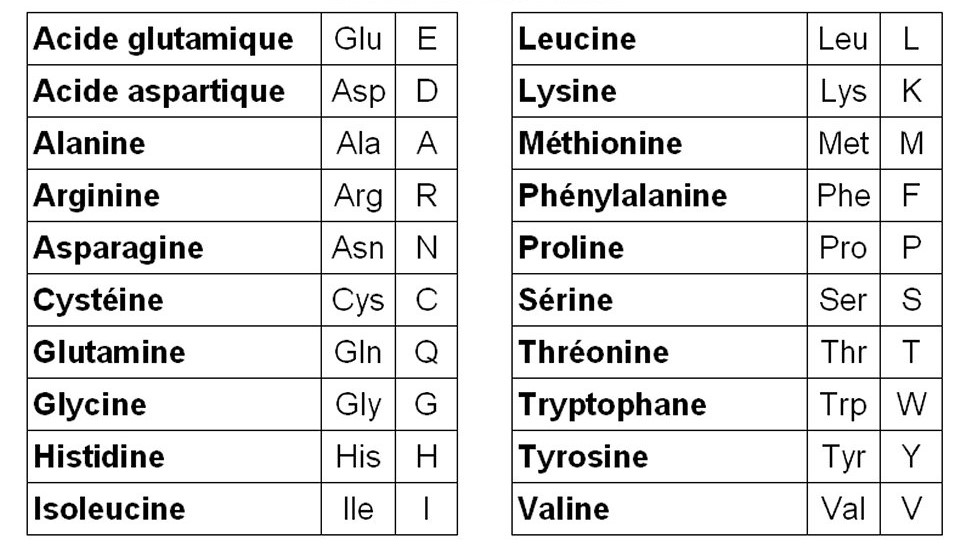 Acide glutamique Glu E
Acide aspartique Asp D
Alanine Ala A
Arginine Arg R
Asparagine Asn N
Cystéine Cys C
Glutamine Gln Q
Glycine Gly G
Histidine His H
Isoleucine Ile I
Leucine Leu L
Lysine Lys K
Méthionine Met M
Phénylalanine Phe F
Proline Pro P
Sérine Ser S
Thréonine Thr T
Tryptophane Trp W
Tyrosine Tyr Y
Valine Val V